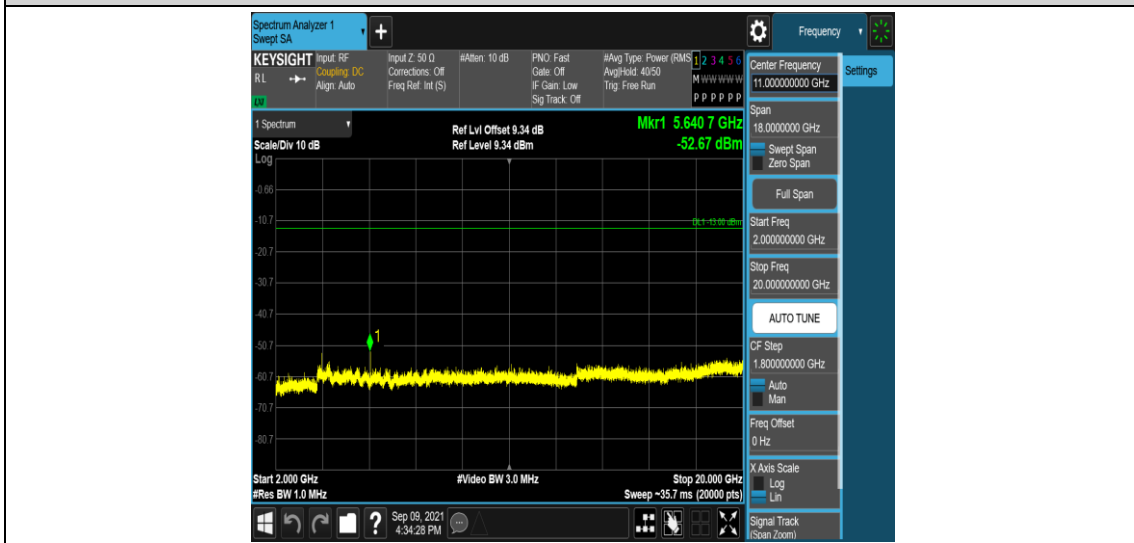 Spectrum Analyzer 1
Swept SA
+
Frequency
KEYSIGHT
RL
LXI
Input: RF
Coupling: DC
Align: Auto
Input Z: 50 Ω
Corrections: Off
Freq Ref: Int (S)
#Atten: 10 dB
PNO: Fast
Gate: Off
IF Gain: Low
Sig Track: Off
#Avg Type: Power (RMS
Avg|Hold: 40/50
Trig: Free Run
1 2 3 4 5 6
M W W W W W
P P P P P P
1 Spectrum
Scale/Div 10 dB
Ref Lvl Offset 9.34 dB
Ref Level 9.34 dBm
Mkr1 5.640 7 GHz
-52.67 dBm
Log
-0.66
-10.7
-20.7
-30.7
-40.7
-50.7
-60.7
-70.7
-80.7
DL1 -13.00 dBm
1
Start 2.000 GHz
#Res BW 1.0 MHz
#Video BW 3.0 MHz
Stop 20.000 GHz
Sweep ~35.7 ms (20000 pts)
Center Frequency
11.000000000 GHz
Settings
Span
18.0000000 GHz
Swept Span
Zero Span
Full Span
Start Freq
2.000000000 GHz
Stop Freq
20.000000000 GHz
AUTO TUNE
CF Step
1.800000000 GHz
Auto
Man
Freq Offset
0 Hz
X Axis Scale
Log
Lin
Signal Track
(Span Zoom)
?
Sep 09, 2021
4:34:28 PM